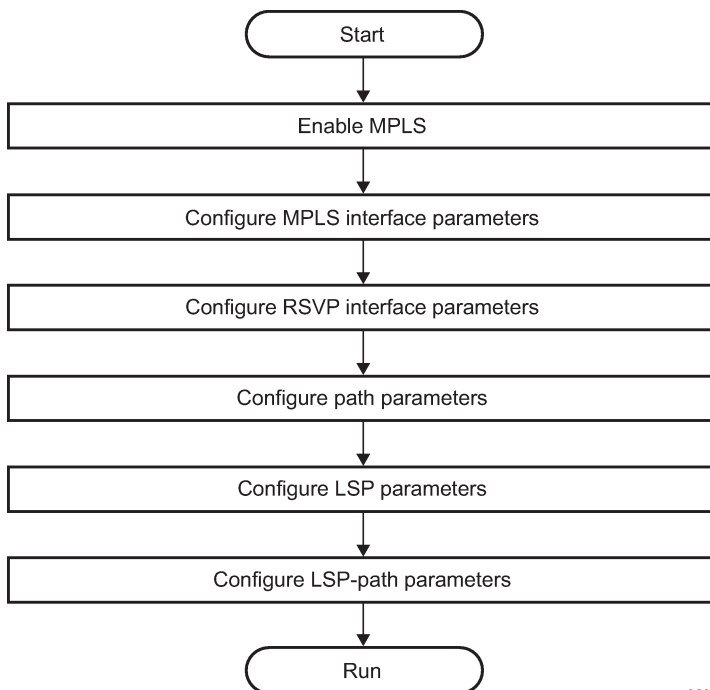 Start
Enable MPLS
Configure MPLS interface parameters
Configure RSVP interface parameters
Configure path parameters
Configure LSP parameters
Configure LSP-path parameters
Run